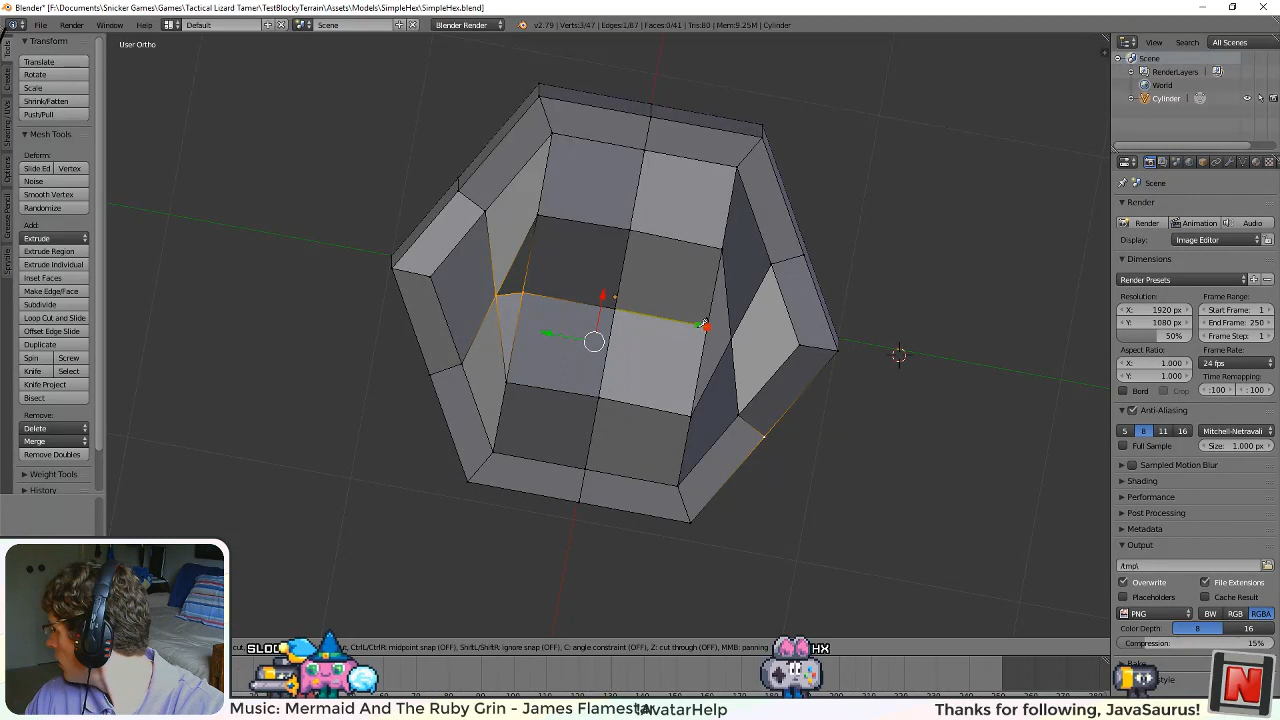 Blender* [F:\Documents\Snicker Games\Games\Tactical Lizard Tamer\TestBlockyTerrain\Assets\Models\SimpleHex\SimpleHex.blend]
File Render Window Help Default Scene Blender Render v2.79 | Verts:3/47 | Edges:1/87 | Faces:0/41 | Tris:80 | Mem:9.25M | Cylinder
Transform
Translate
Rotate
Scale
Shrink/Fatten
Push/Pull
Mesh Tools
Deform:
Slide Ed Vertex
Noise
Smooth Vertex
Randomize
Add:
Extrude
Extrude Region
Extrude Individual
Inset Faces
Make Edge/Face
Subdivide
Loop Cut and Slide
Offset Edge Slide
Duplicate
Spin Screw
Knife Select
Knife Project
Bisect
Remove:
Delete
Merge
Remove Doubles
Weight Tools
History
Tools
Create
Shading / UVs
Options
Grease Pencil
Sprytile
User Ortho
View Search All Scenes
Scene
RenderLayers
World
Cylinder
Scene
Render
Render Animation Audio
Display: Image Editor
Dimensions
Render Presets
Resolution: Frame Range:
X: 1920 px Start Frame: 1
Y: 1080 px End Frame: 250
50% Frame Step: 1
Aspect Ratio: Frame Rate:
X: 1.000 24 fps
Y: 1.000 Time Remapping:
Bord Crop :100 :100
Anti-Aliasing
5 8 11 16 Mitchell-Netravali
Full Sample Size: 1.000 px
Sampled Motion Blur
Shading
Performance
Post Processing
Metadata
Output
/tmp\
Overwrite File Extensions
Placeholders Cache Result
PNG BW RGB RGBA
Color Depth: 8 16
Compression: 15%
Ctrl/CtrlR: midpoint snap (OFF), Shift/ShiftR: ignore snap (OFF), C: angle constraint (OFF), Z: cut through (OFF), MMB: panning
HX
Music: Mermaid And The Ruby Grin - James Flamestar
!AvatarHelp
Thanks for following, JavaSaurus!
N